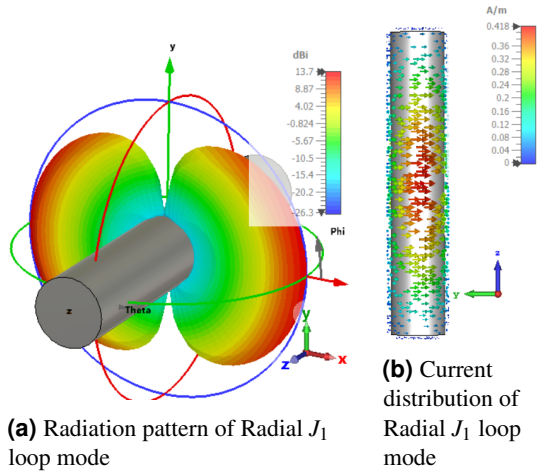 y
dBi
13.7
8.87
4.02
-0.824
-5.67
-10.5
-15.4
20.2
-26.3
Phi
Theta
z
y
z
x
(a) Radiation pattern of Radial J₁
loop mode
A/m
0.418
0.36
0.32
0.28
0.24
0.2
0.16
0.12
0.08
0.04
0
z
y
(b) Current
distribution of
Radial J₁ loop
mode